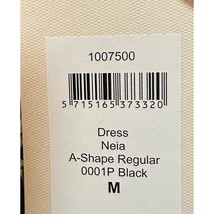 1007500
5 715165 373320
Dress
Neia
A-Shape Regular
0001P Black
M